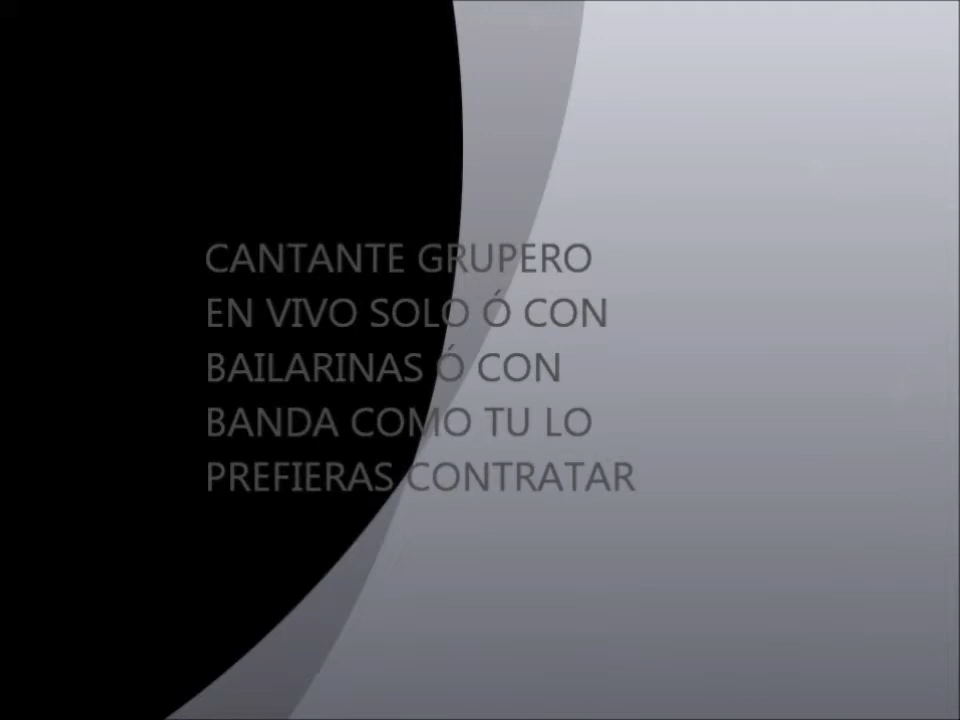 CANTANTE GRUPERO
EN VIVO SOLO Ó CON
BAILARINAS Ó CON
BANDA COMO TU LO
PREFIERAS CONTRATAR